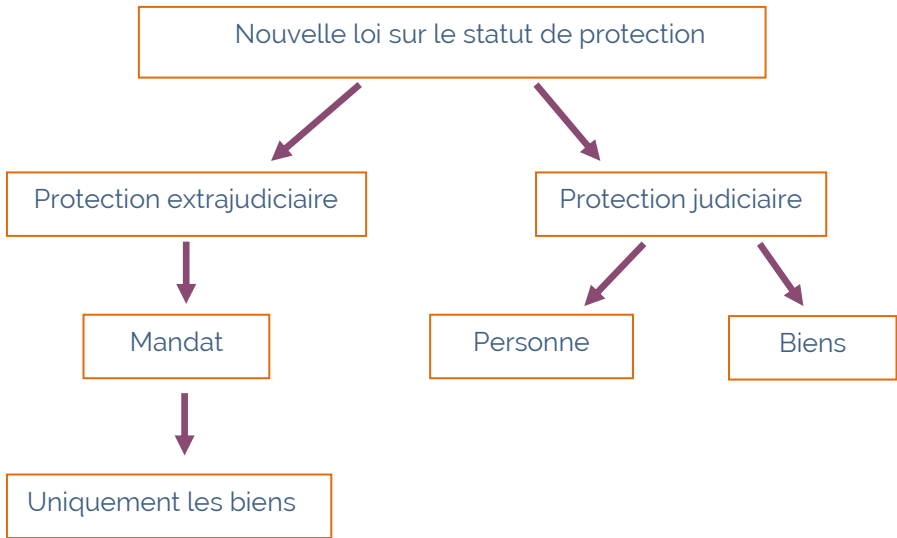 Nouvelle loi sur le statut de protection
Protection extrajudiciaire
Protection judiciaire
Mandat
Personne
Biens
Uniquement les biens